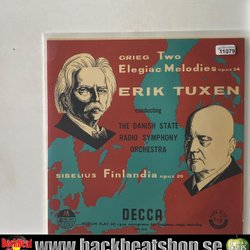 11079
GRIEG Two
Elegiac Melodies opus 34
ERIK TUXEN
conducting
THE DANISH STATE
RADIO SYMPHONY
ORCHESTRA
SIBELIUS Finlandia opus 26
DECCA
www.backbeatshop.se